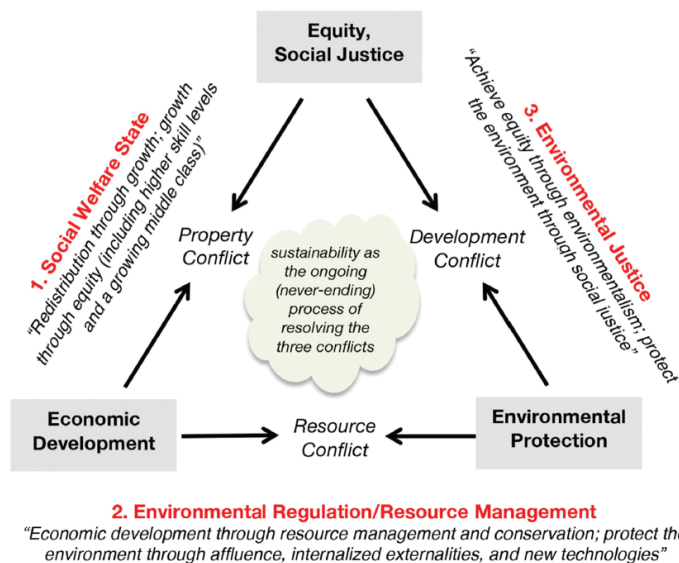 Equity,
Social Justice
1. Social Welfare State
“Redistribution through growth; growth
through equity (including higher skill levels
and a growing middle class)”
3. Environmental Justice
“Achieve equity through environmentalism; protect
the environment through social justice”
Property
Conflict
sustainability as
the ongoing
(never-ending)
process of
resolving the
three conflicts
Development
Conflict
Economic
Development
Resource
Conflict
Environmental
Protection
2. Environmental Regulation/Resource Management
“Economic development through resource management and conservation; protect the
environment through affluence, internalized externalities, and new technologies”